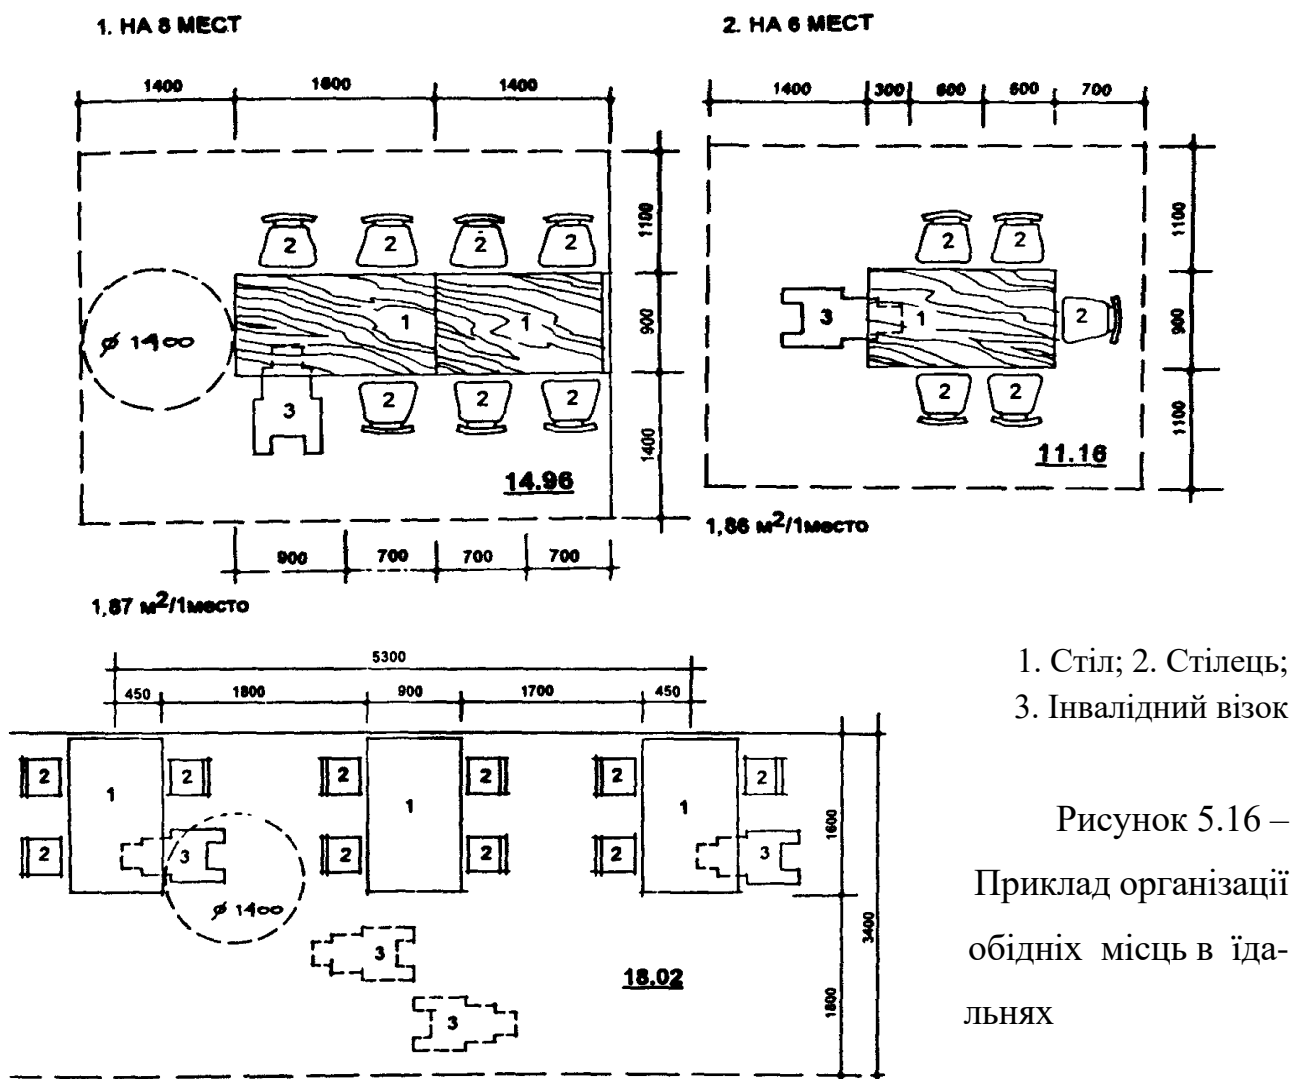 1. НА 8 МЕСТ
1400 1600 1400
2 2 2 2
1100
ø 1400
1 1
900
3 2 2 2
1400
14.96
900 700 700 700
1,87 м²/1место
2. НА 6 МЕСТ
1400 300 600 600 700
2 2
1100
3 1 2
900
2 2
1100
11.16
1,86 м²/1место
5300
450 1800 900 1700 450
2 2 2 2 2 2
1 1 1
1600
2 3 2 2 2 3
ø 1400
3400
3
18.02
1800
3
1. Стіл; 2. Стілець;
3. Інвалідний візок
Рисунок 5.16 –
Приклад організації
обідніх місць в їда-
льнях